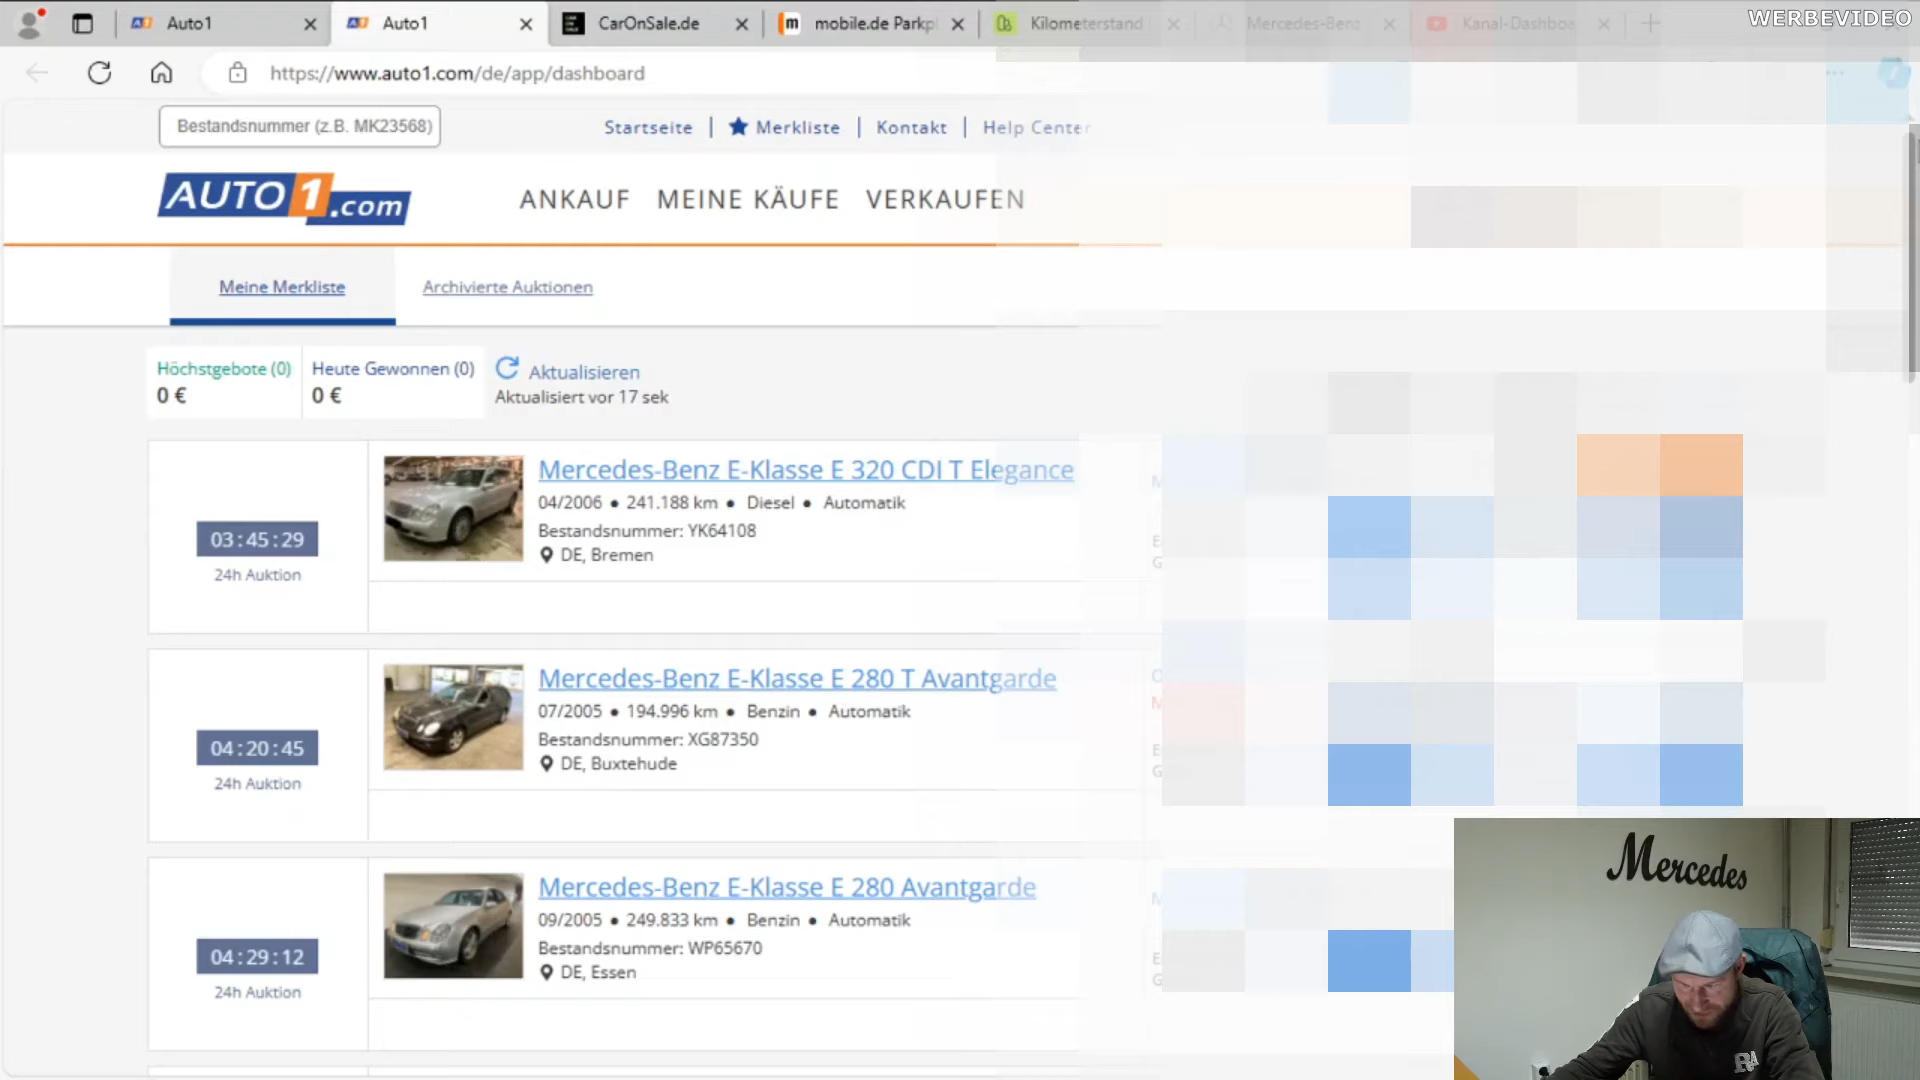 WERBEVIDEO
Auto1
Auto1
CarOnSale.de
mobile.de Parkp
Kilometerstand
Mercedes-Benz
Kanal-Dashboa
https://www.auto1.com/de/app/dashboard
Bestandsnummer (z.B. MK23568)
Startseite
Merkliste
Kontakt
Help Center
AUTO1.com
ANKAUF
MEINE KÄUFE
VERKAUFEN
Meine Merkliste
Archivierte Auktionen
Höchstgebote (0)
0 €
Heute Gewonnen (0)
0 €
Aktualisieren
Aktualisiert vor 17 sek
03:45:29
24h Auktion
Mercedes-Benz E-Klasse E 320 CDI T Elegance
04/2006 • 241.188 km • Diesel • Automatik
Bestandsnummer: YK64108
DE, Bremen
04:20:45
24h Auktion
Mercedes-Benz E-Klasse E 280 T Avantgarde
07/2005 • 194.996 km • Benzin • Automatik
Bestandsnummer: XG87350
DE, Buxtehude
04:29:12
24h Auktion
Mercedes-Benz E-Klasse E 280 Avantgarde
09/2005 • 249.833 km • Benzin • Automatik
Bestandsnummer: WP65670
DE, Essen
Mercedes